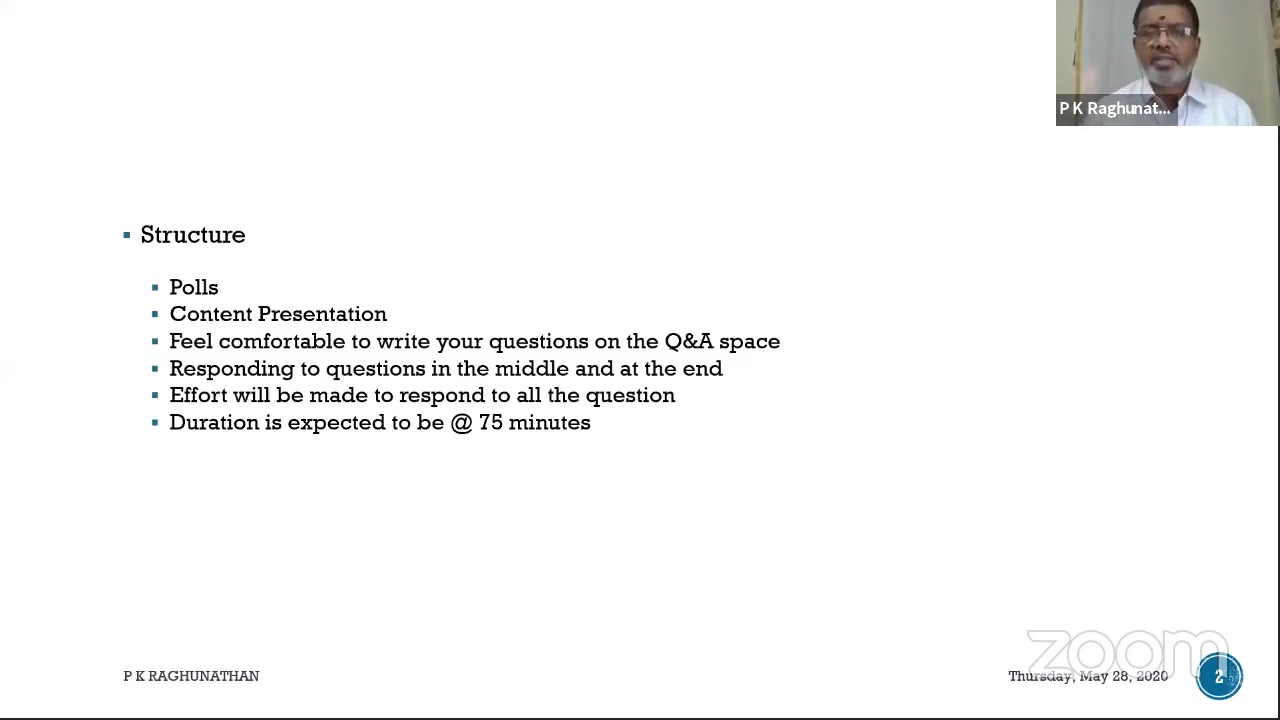 P K Raghunat...
Structure
Polls
Content Presentation
Feel comfortable to write your questions on the Q&A space
Responding to questions in the middle and at the end
Effort will be made to respond to all the question
Duration is expected to be @ 75 minutes
zoom
P K RAGHUNATHAN
Thursday, May 28, 2020
2